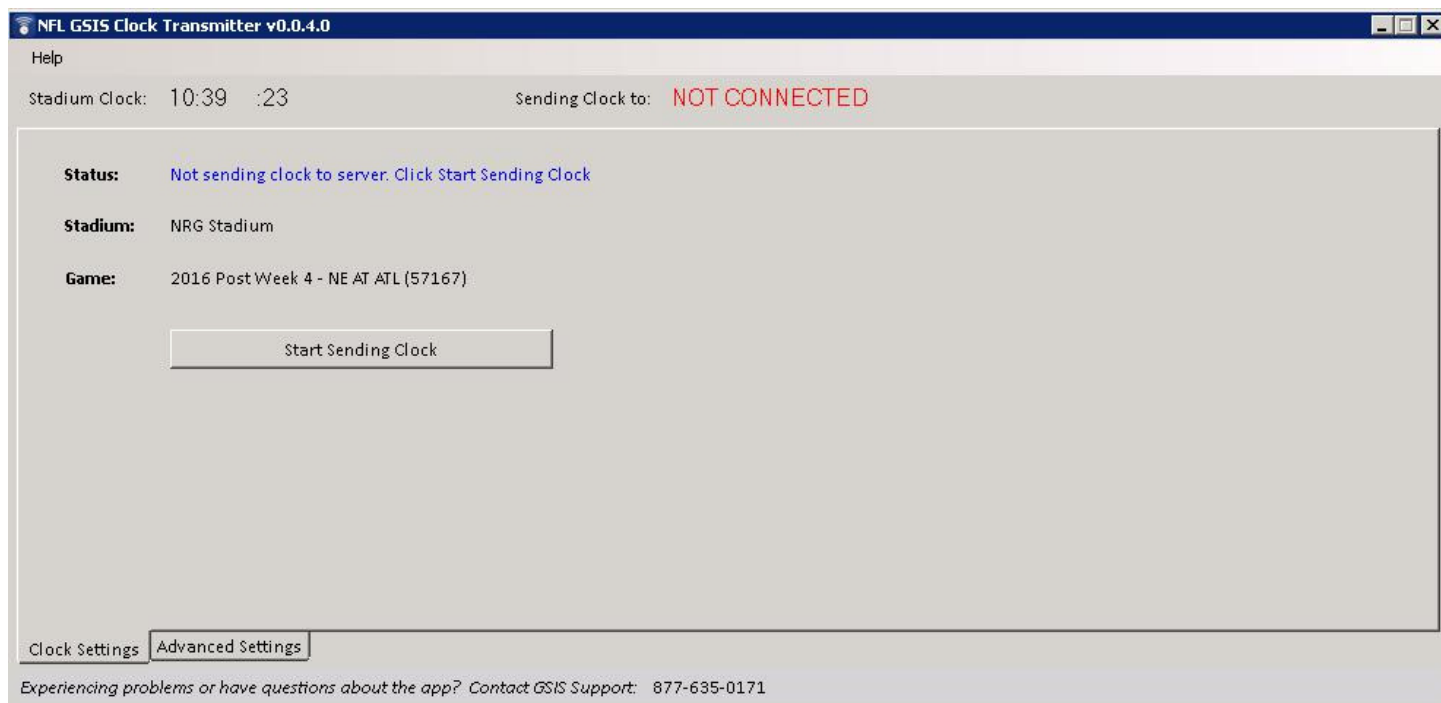 NFL GSIS Clock Transmitter v0.0.4.0
Help
Stadium Clock: 10:39 :23 Sending Clock to: NOT CONNECTED
Status: Not sending clock to server. Click Start Sending Clock
Stadium: NRG Stadium
Game: 2016 Post Week 4 - NE AT ATL (57167)
Start Sending Clock
Clock Settings Advanced Settings
Experiencing problems or have questions about the app? Contact GSIS Support: 877-635-0171